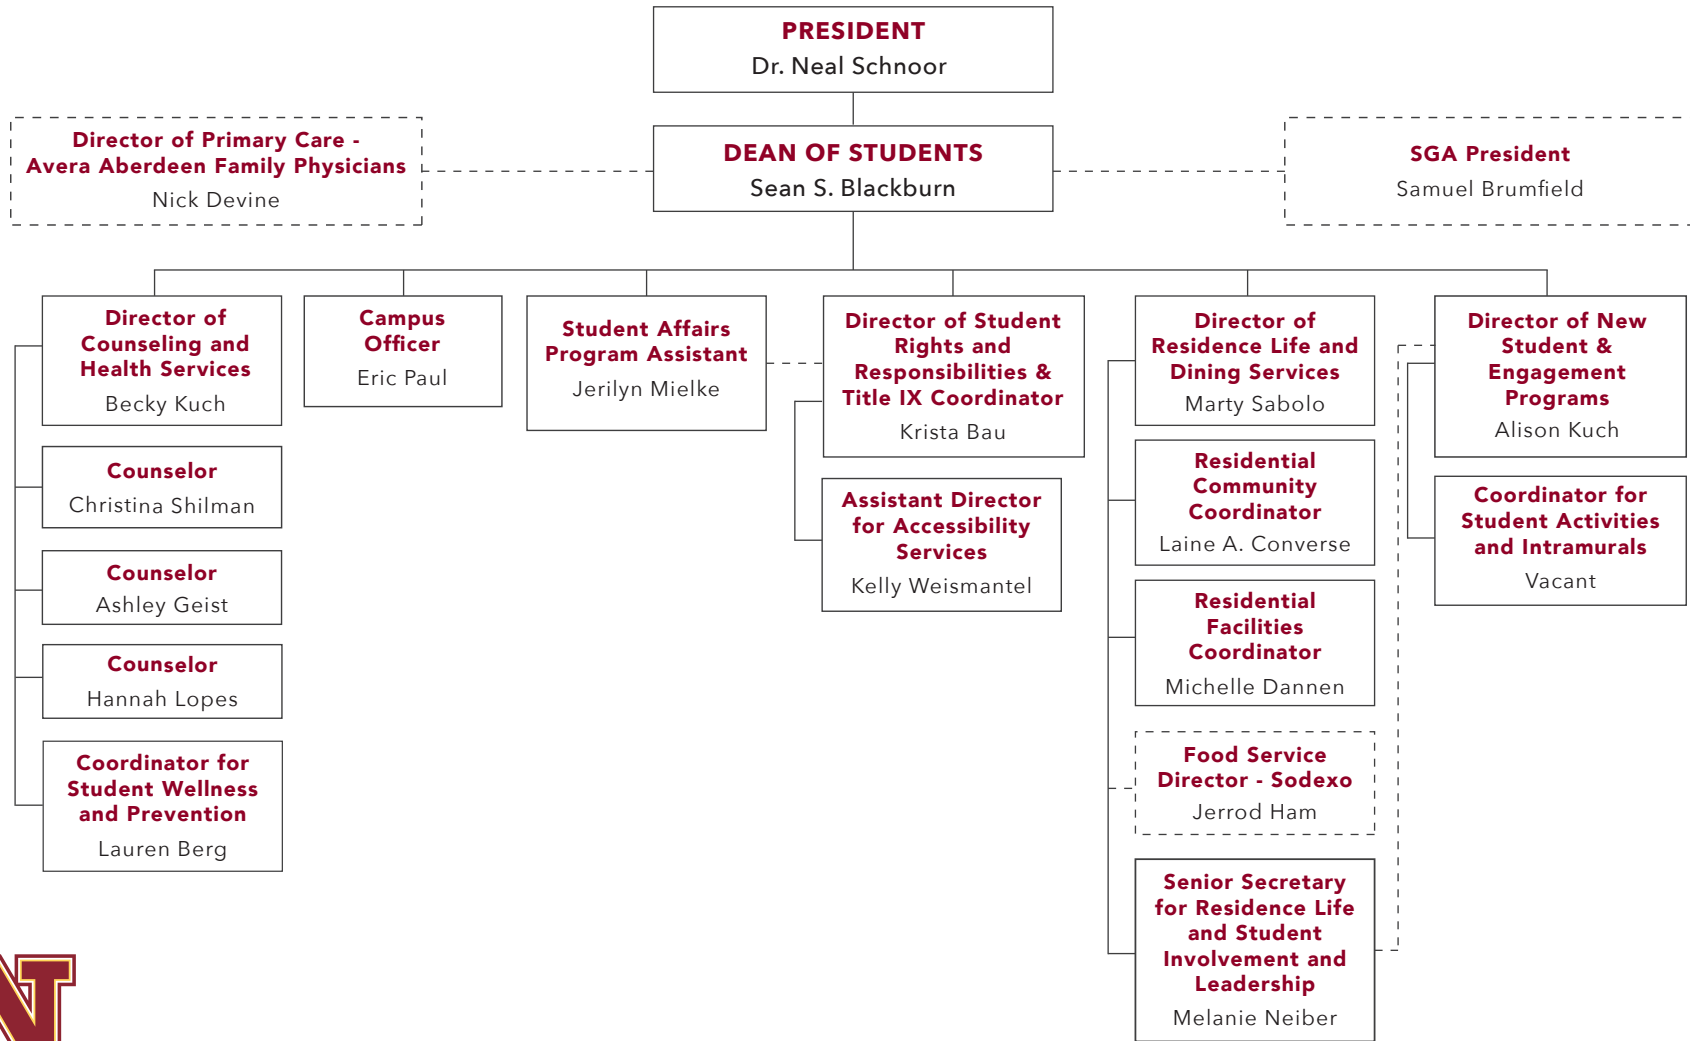 PRESIDENT
Dr. Neal Schnoor
Director of Primary Care -
Avera Aberdeen Family Physicians
Nick Devine
DEAN OF STUDENTS
Sean S. Blackburn
SGA President
Samuel Brumfield
Director of
Counseling and
Health Services
Becky Kuch
Counselor
Christina Shilman
Counselor
Ashley Geist
Counselor
Hannah Lopes
Coordinator for
Student Wellness
and Prevention
Lauren Berg
Campus
Officer
Eric Paul
Student Affairs
Program Assistant
Jerilyn Mielke
Director of Student
Rights and
Responsibilities &
Title IX Coordinator
Krista Bau
Assistant Director
for Accessibility
Services
Kelly Weismantel
Director of
Residence Life and
Dining Services
Marty Sabolo
Residential
Community
Coordinator
Laine A. Converse
Residential
Facilities
Coordinator
Michelle Dannen
Food Service
Director - Sodexo
Jerrod Ham
Senior Secretary
for Residence Life
and Student
Involvement and
Leadership
Melanie Neiber
Director of New
Student &
Engagement
Programs
Alison Kuch
Coordinator for
Student Activities
and Intramurals
Vacant
N